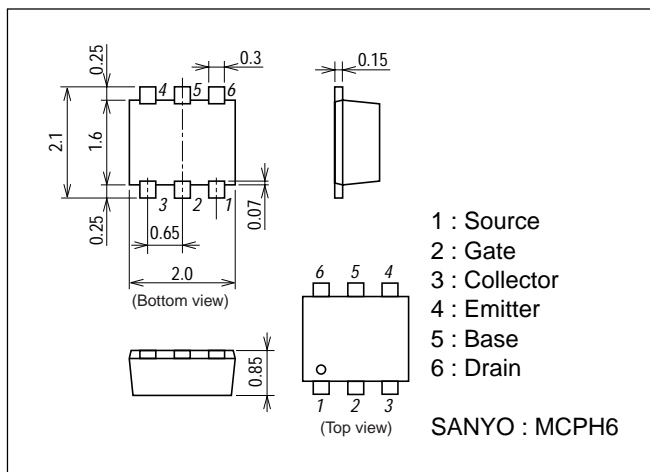 0.25
0.3
0.15
4 5 6
2.1
1.6
3 2 1
0.25
0.65
0.07
2.0
(Bottom view)
1 : Source
2 : Gate
3 : Collector
4 : Emitter
5 : Base
6 : Drain
6 5 4
0.85
1 2 3
(Top view)
SANYO : MCPH6